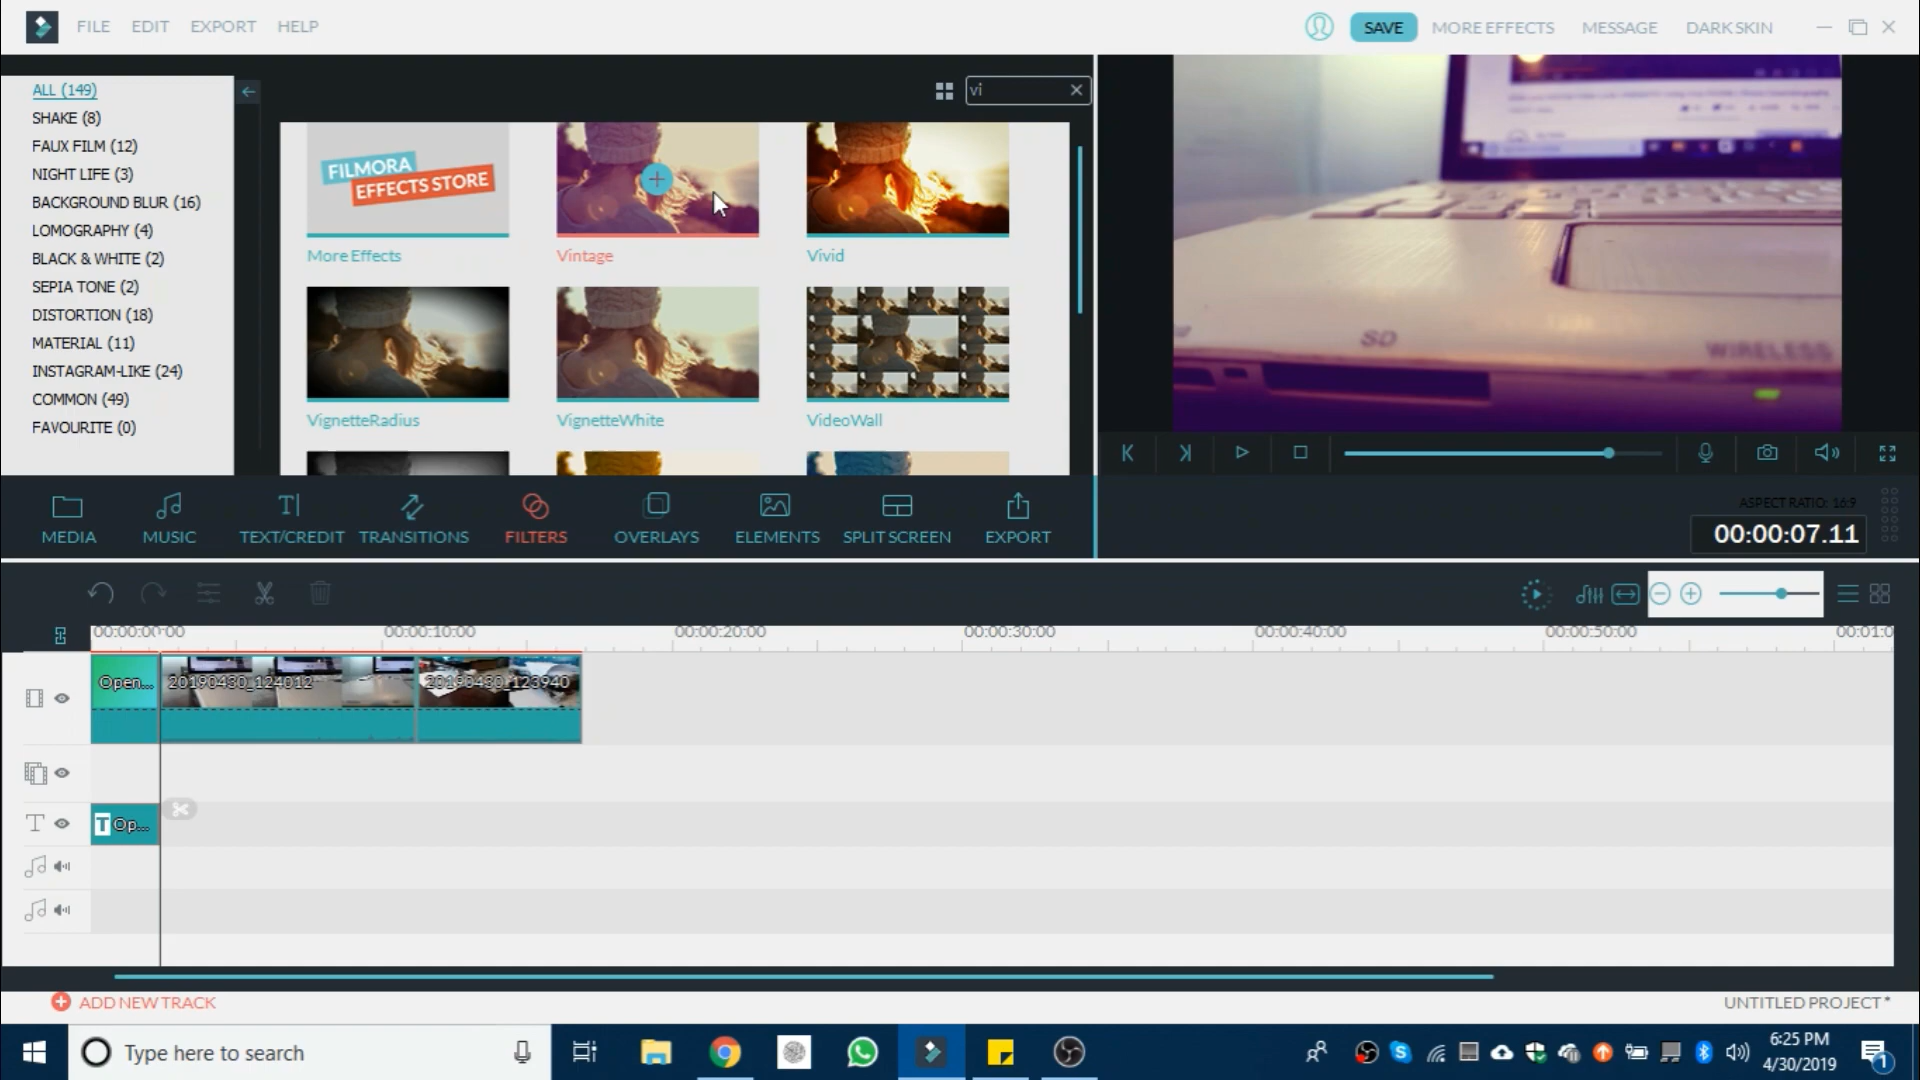 FILE EDIT EXPORT HELP
SAVE MORE EFFECTS MESSAGE DARK SKIN
ALL (149)
SHAKE (8)
FAUX FILM (12)
NIGHT LIFE (3)
BACKGROUND BLUR (16)
LOMOGRAPHY (4)
BLACK & WHITE (2)
SEPIA TONE (2)
DISTORTION (18)
MATERIAL (11)
INSTAGRAM-LIKE (24)
COMMON (49)
FAVOURITE (0)
vi
FILMORA
EFFECTS STORE
More Effects Vintage Vivid
VignetteRadius VignetteWhite VideoWall
SD
WIRELESS
MEDIA MUSIC TEXT/CREDIT TRANSITIONS FILTERS OVERLAYS ELEMENTS SPLIT SCREEN EXPORT
ASPECT RATIO: 16:9
00:00:07.11
00:00:00:00 00:00:10:00 00:00:20:00 00:00:30:00 00:00:40:00 00:00:50:00 00:01:0
Open... 20190430_124012 20190430_123940
T Op...
ADD NEW TRACK
UNTITLED PROJECT *
Type here to search
6:25 PM
4/30/2019
1